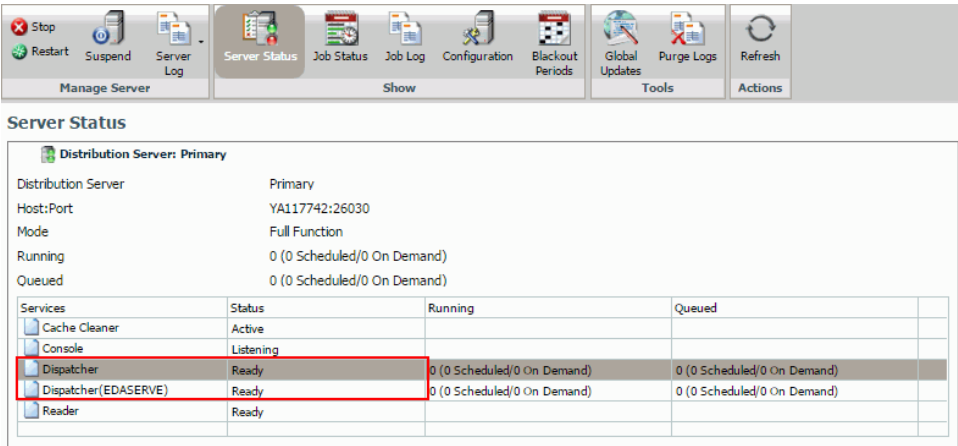 Stop
Restart
Suspend
Server Log
Server Status
Job Status
Job Log
Configuration
Blackout Periods
Global Updates
Purge Logs
Refresh
Manage Server
Show
Tools
Actions
Server Status
Distribution Server: Primary
Distribution Server Primary
Host:Port YA117742:26030
Mode Full Function
Running 0 (0 Scheduled/0 On Demand)
Queued 0 (0 Scheduled/0 On Demand)
Services Status Running Queued
Cache Cleaner Active
Console Listening
Dispatcher Ready 0 (0 Scheduled/0 On Demand) 0 (0 Scheduled/0 On Demand)
Dispatcher(EDASERVE) Ready 0 (0 Scheduled/0 On Demand) 0 (0 Scheduled/0 On Demand)
Reader Ready